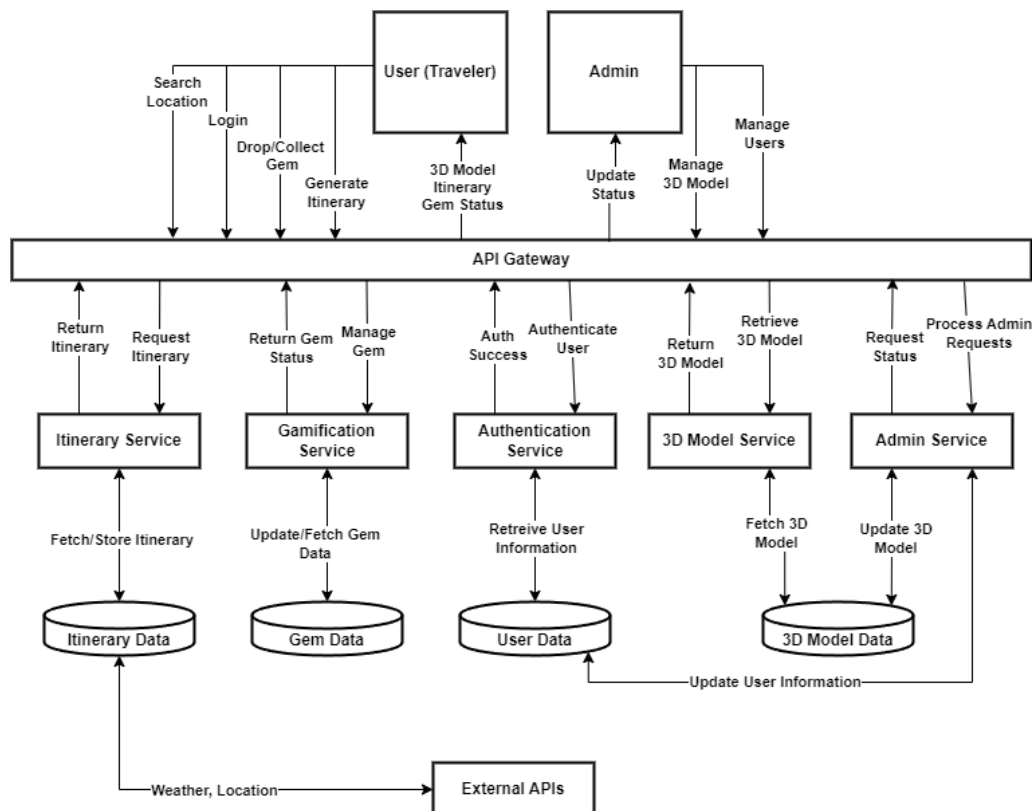 User (Traveler)
Admin
Search
Location
Login
Drop/Collect
Gem
Generate
Itinerary
3D Model
Itinerary
Gem Status
Update
Status
Manage
3D Model
Manage
Users
API Gateway
Return
Itinerary
Request
Itinerary
Return Gem
Status
Manage
Gem
Auth
Success
Authenticate
User
Return
3D Model
Retrieve
3D Model
Request
Status
Process Admin
Requests
Itinerary Service
Gamification
Service
Authentication
Service
3D Model Service
Admin Service
Fetch/Store Itinerary
Update/Fetch Gem
Data
Retreive User
Information
Fetch 3D
Model
Update 3D
Model
Itinerary Data
Gem Data
User Data
3D Model Data
Update User Information
Weather, Location
External APIs